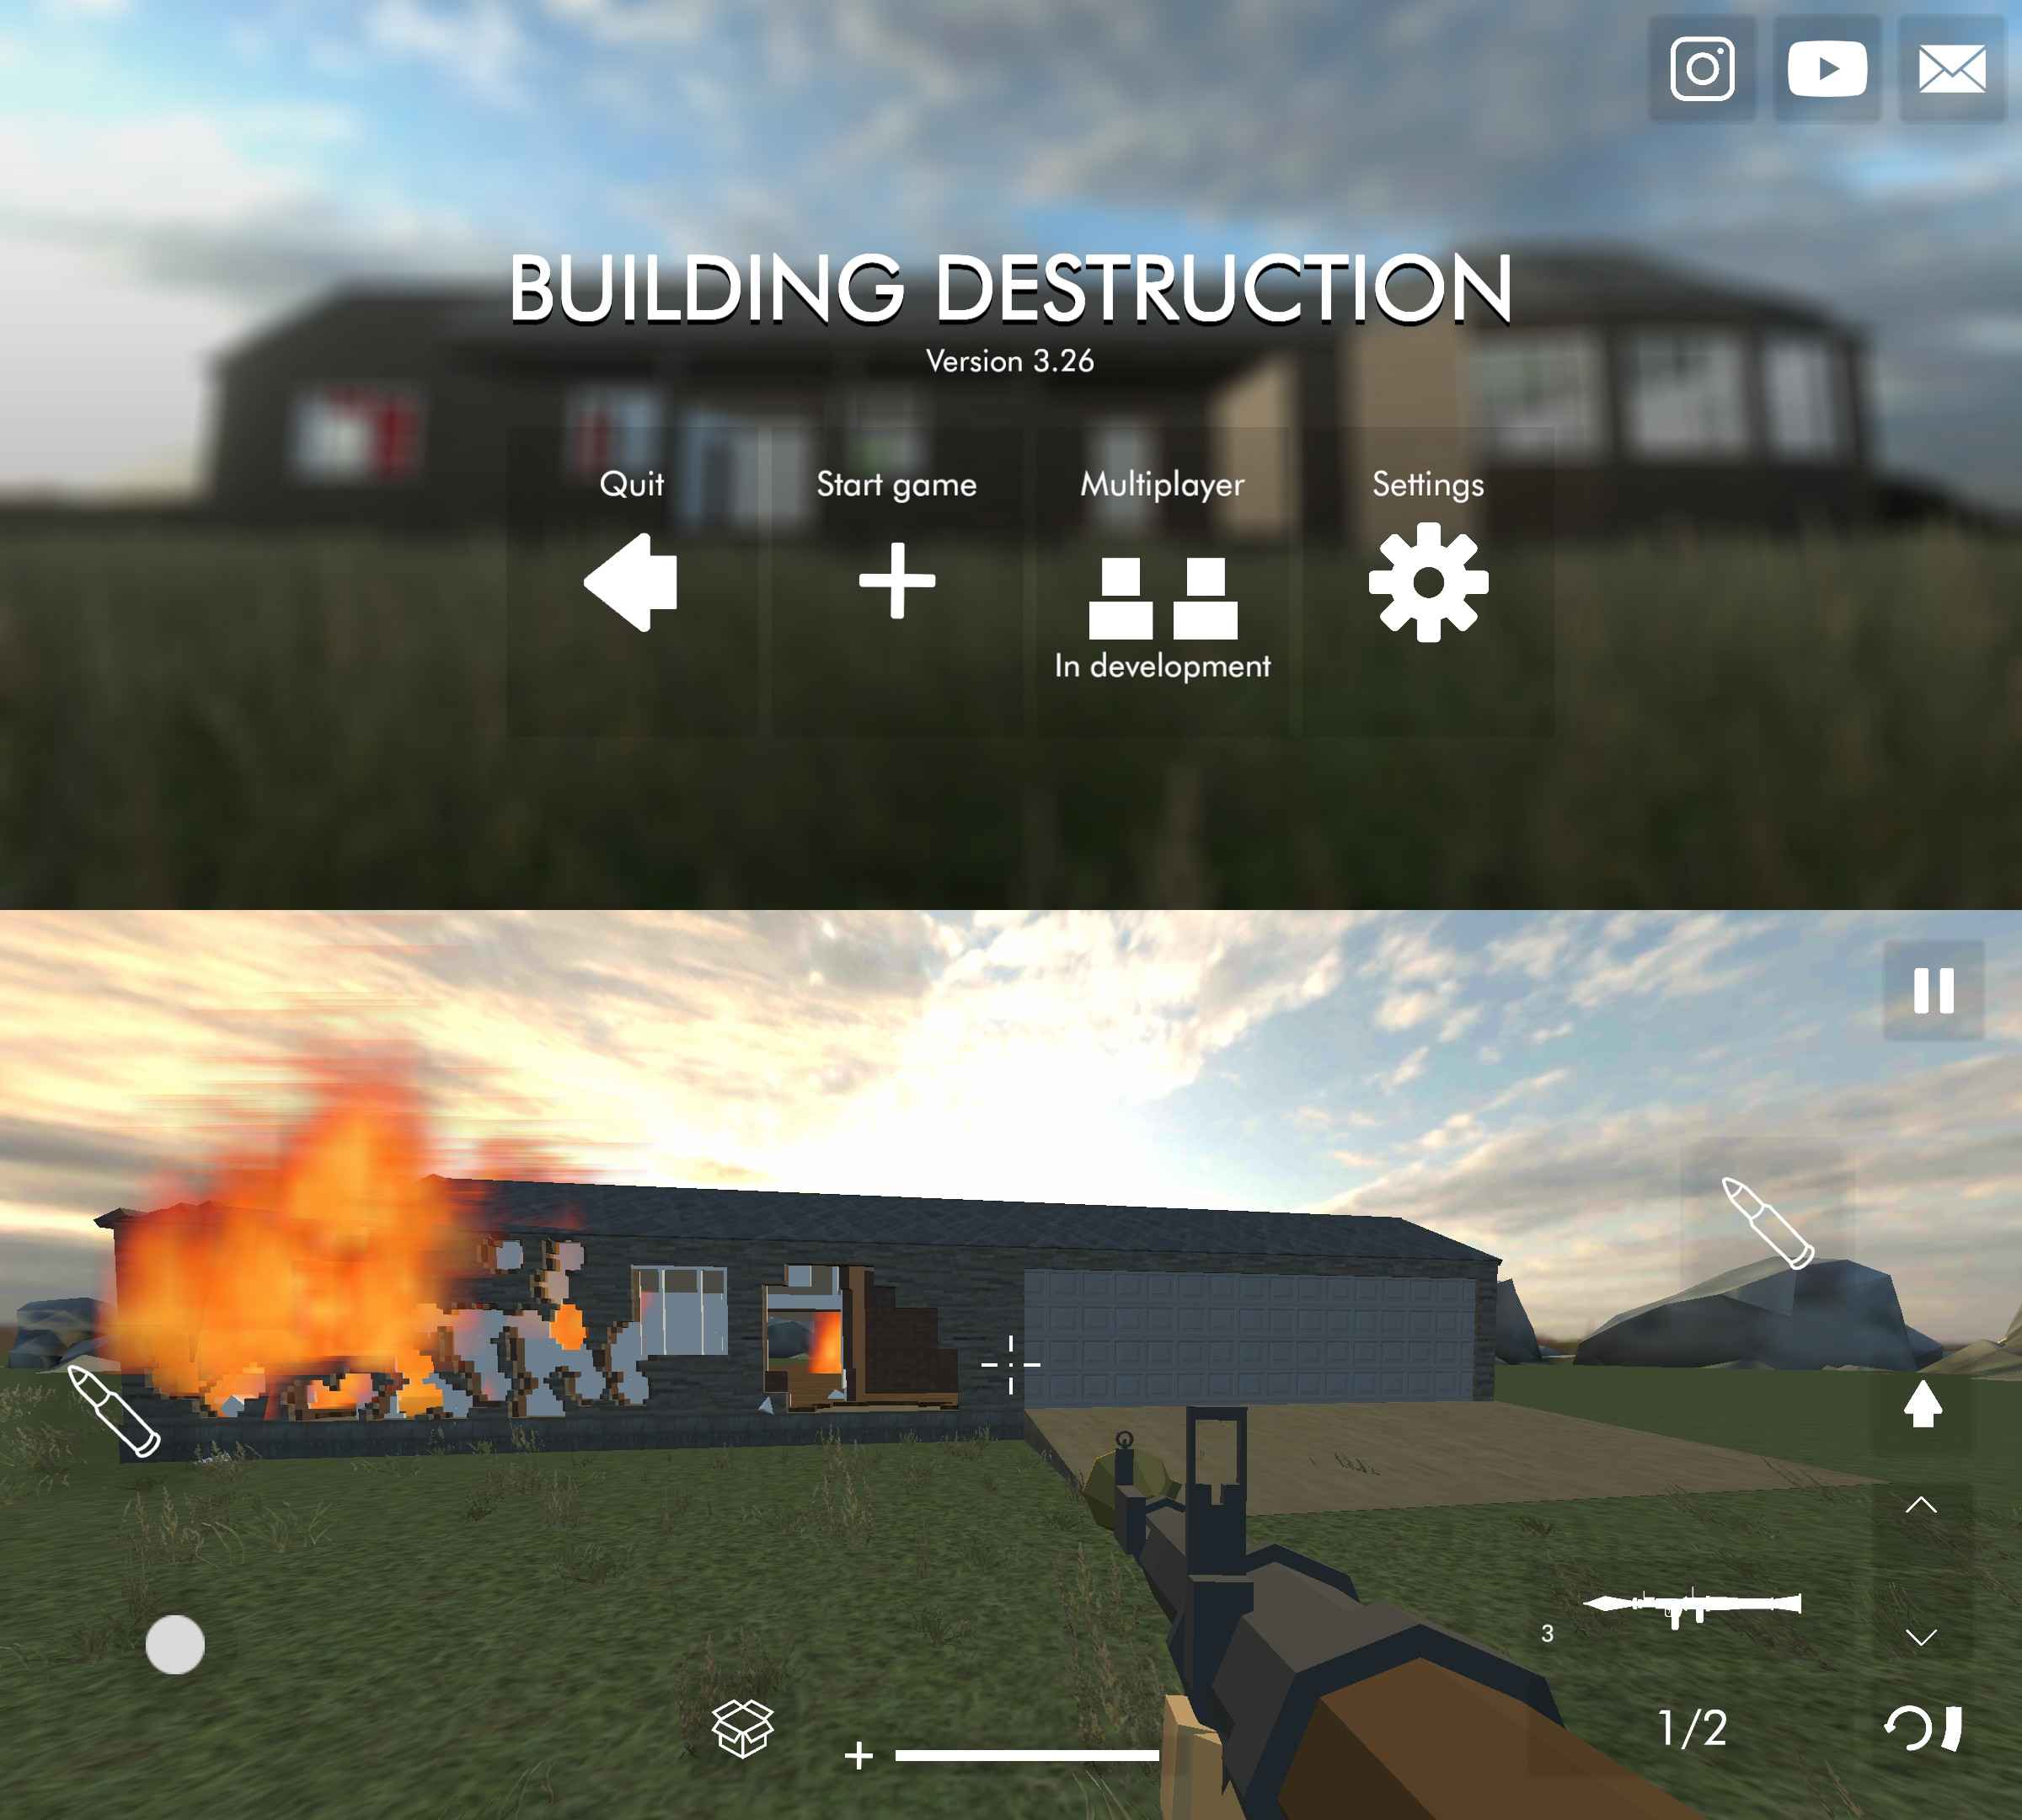 BUILDING DESTRUCTION
Version 3.26
Quit
Start game
Multiplayer
Settings
In development
3
1/2